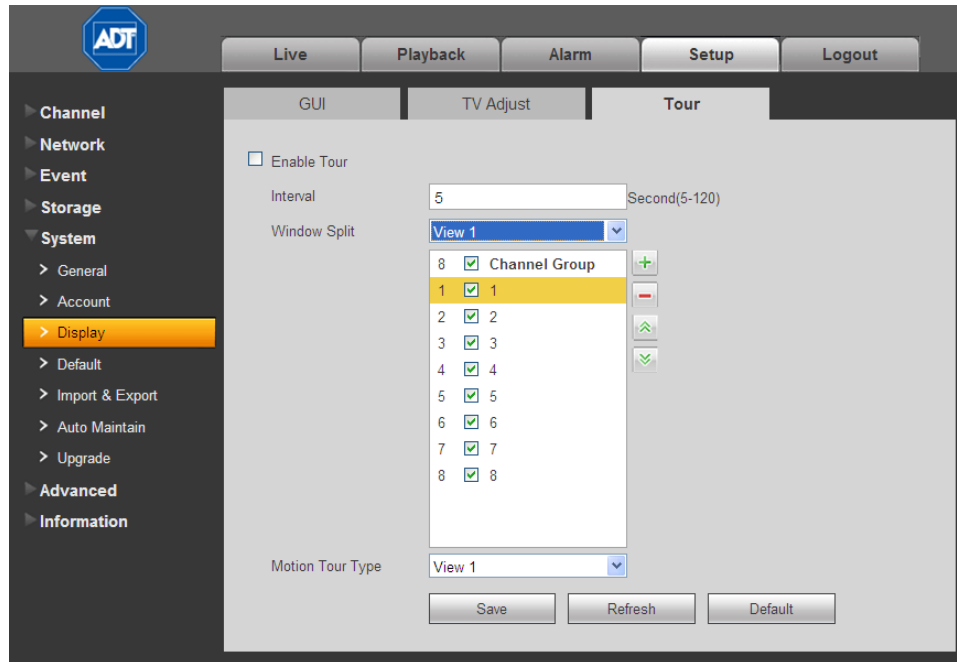 ADT
Live Playback Alarm Setup Logout
GUI TV Adjust Tour
Channel
Network
Event
Storage
System
General
Account
Display
Default
Import & Export
Auto Maintain
Upgrade
Advanced
Information
Enable Tour
Interval 5 Second(5-120)
Window Split View 1
8 Channel Group
1 1
2 2
3 3
4 4
5 5
6 6
7 7
8 8
Motion Tour Type View 1
Save Refresh Default